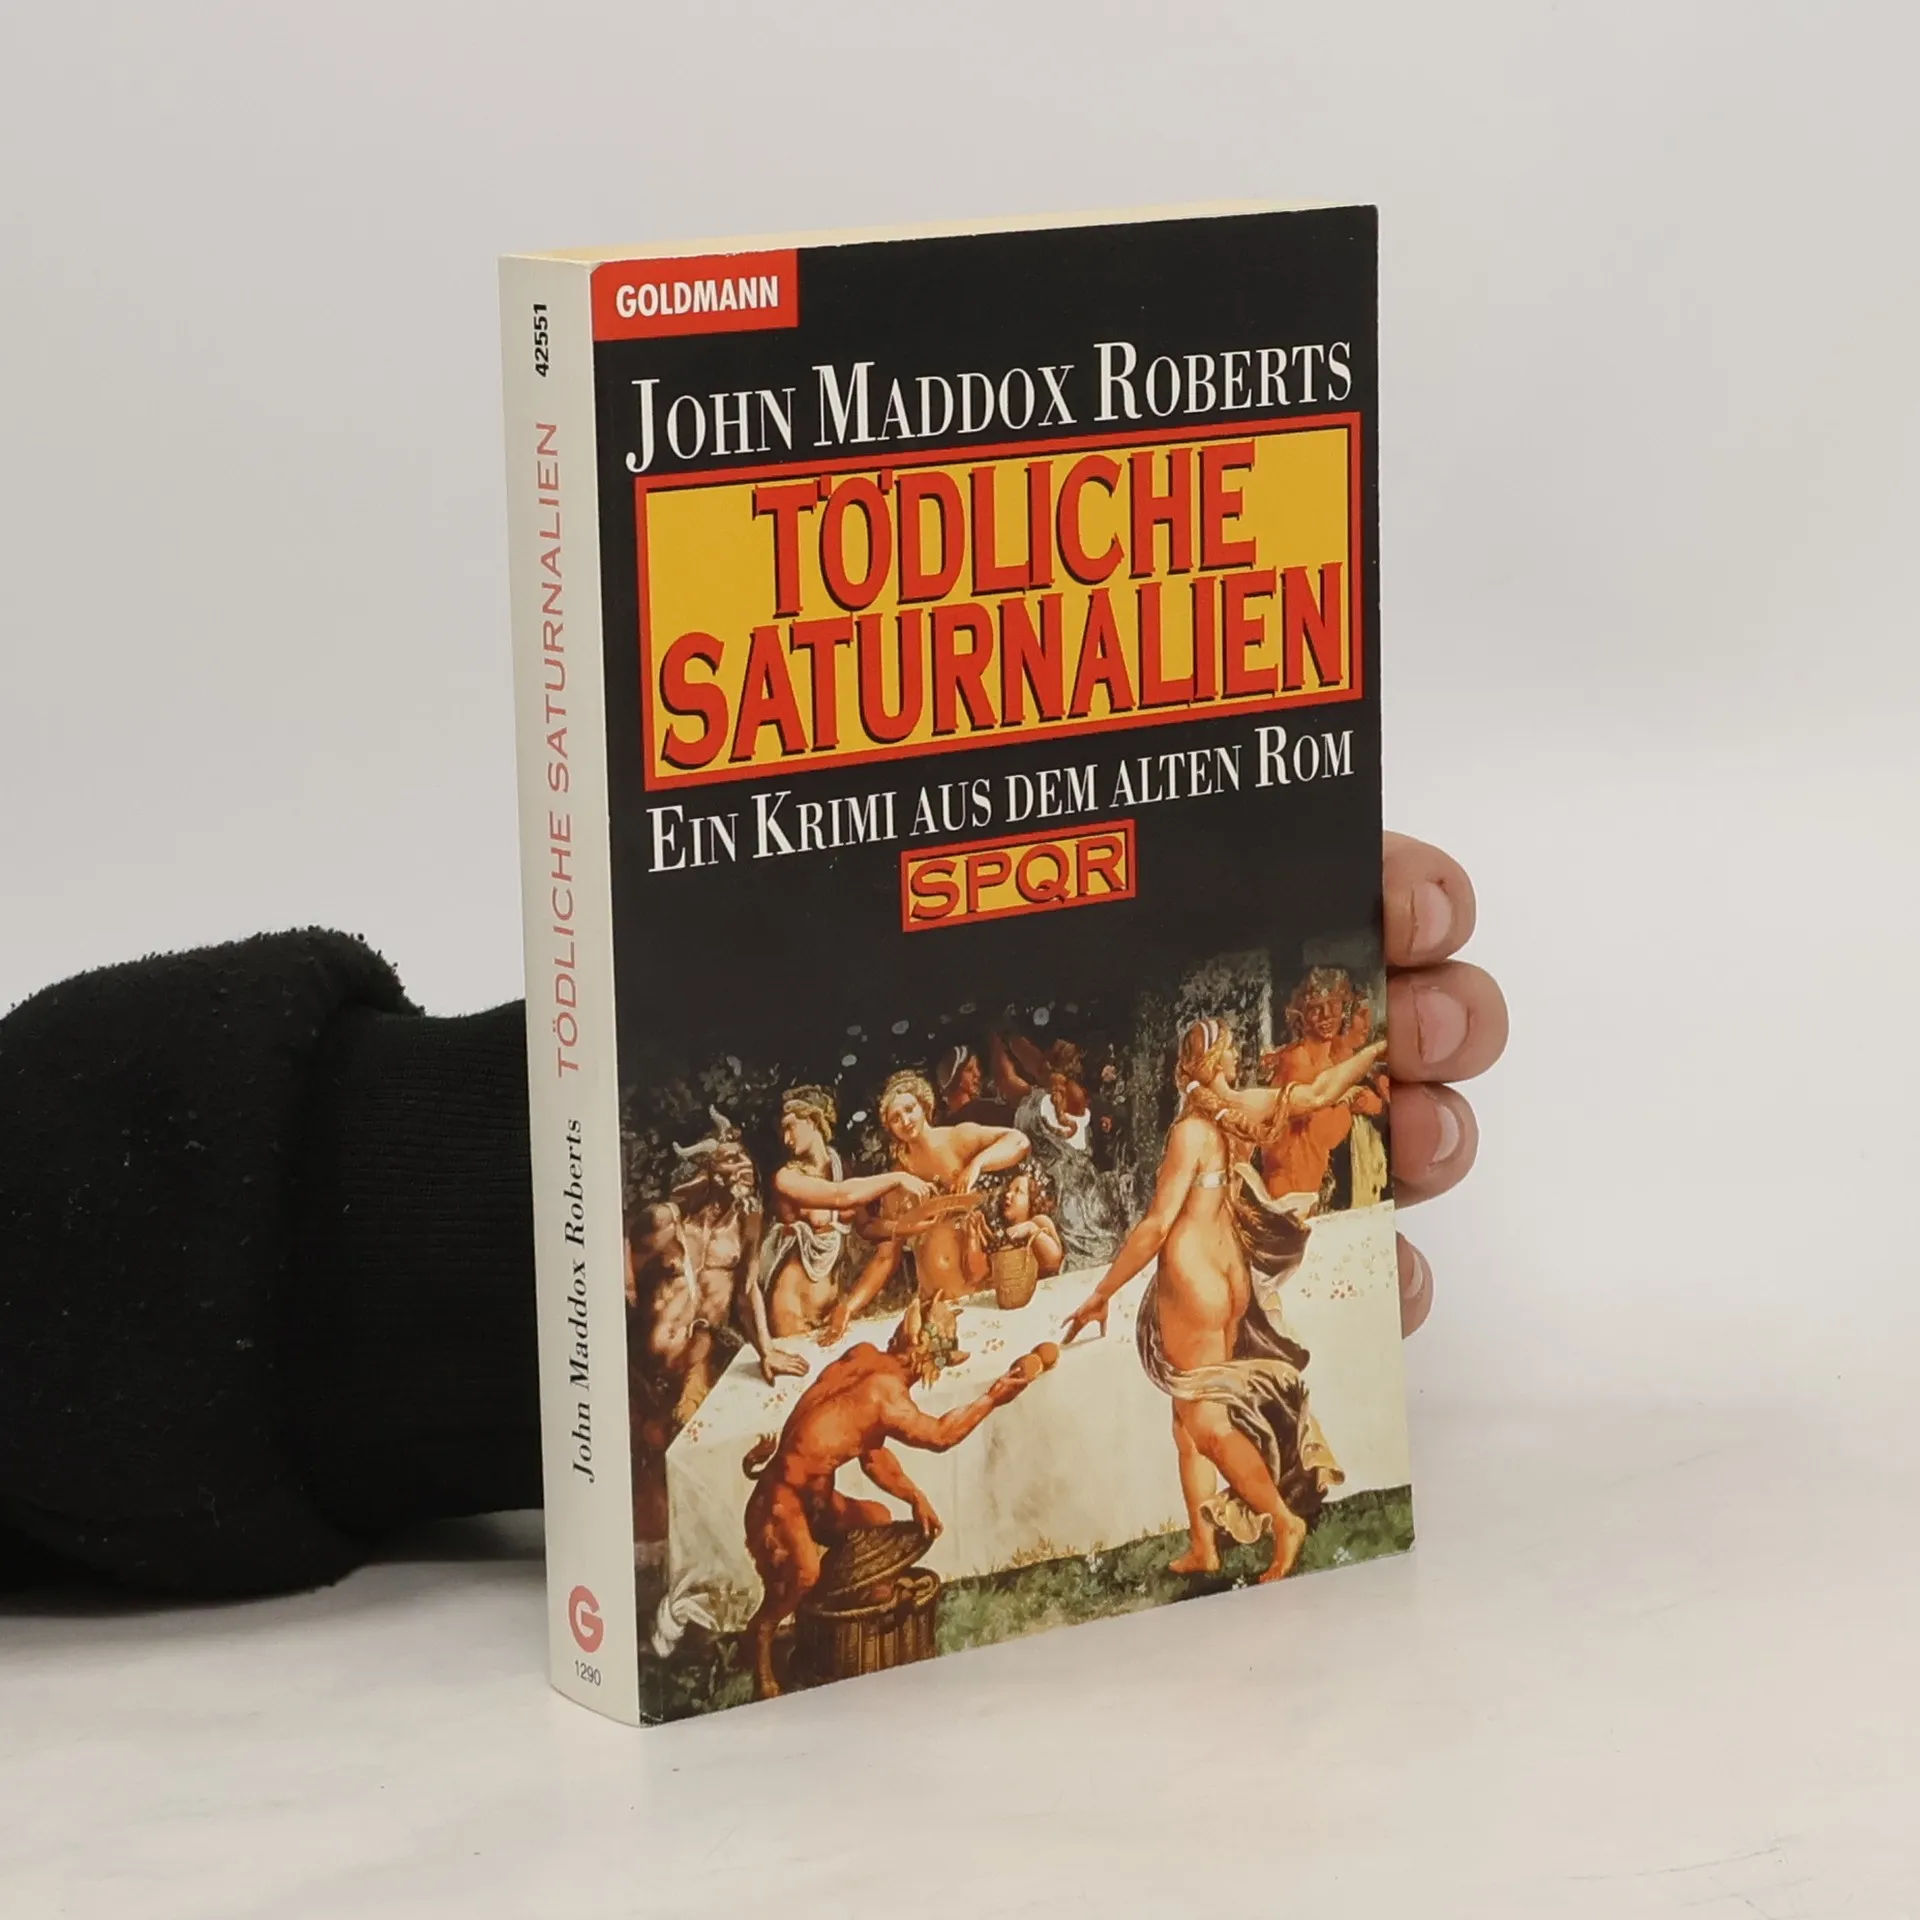 GOLDMANN
JOHN MADDOX ROBERTS
TÖDLICHE
SATURNALIEN
EIN KRIMI AUS DEM ALTEN ROM
SPQR
42551
TÖDLICHE SATURNALIEN
John Maddox Roberts
G
1290